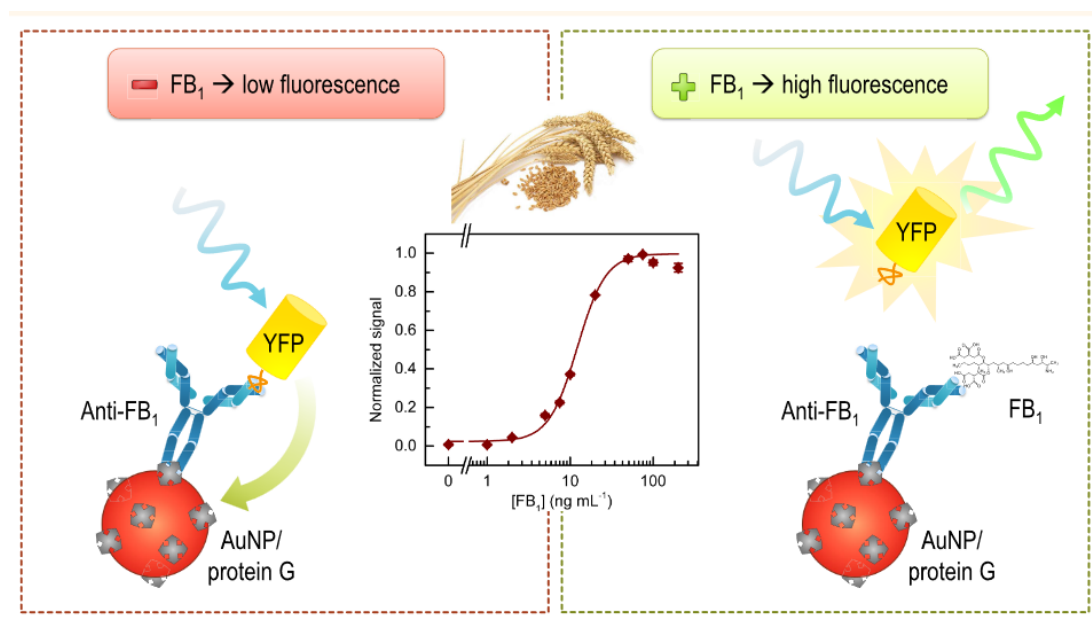 FB₁ → low fluorescence
FB₁ → high fluorescence
YFP
Anti-FB₁
AuNP/
protein G
Normalized signal
1.0
0.8
0.6
0.4
0.2
0.0
0 1 10 100
[FB₁] (ng mL⁻¹)
YFP
Anti-FB₁
FB₁
AuNP/
protein G